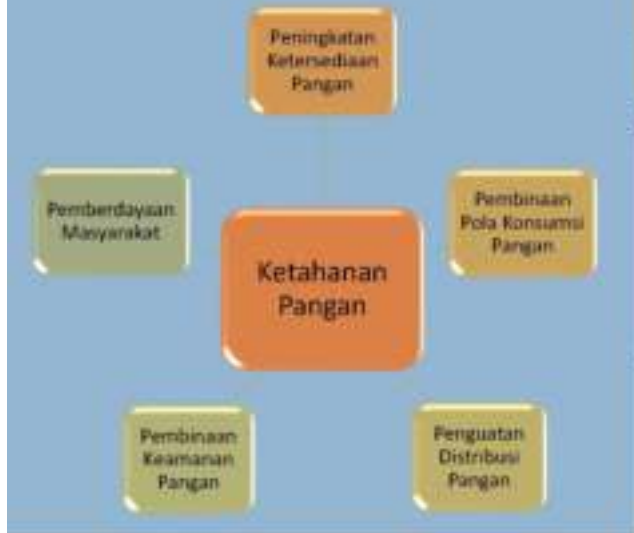 Peningkatan
Ketersediaan
Pangan
Pemberdayaan
Masyarakat
Pembinaan
Pola Konsumsi
Pangan
Ketahanan
Pangan
Pembinaan
Keamanan
Pangan
Penguatan
Distribusi
Pangan